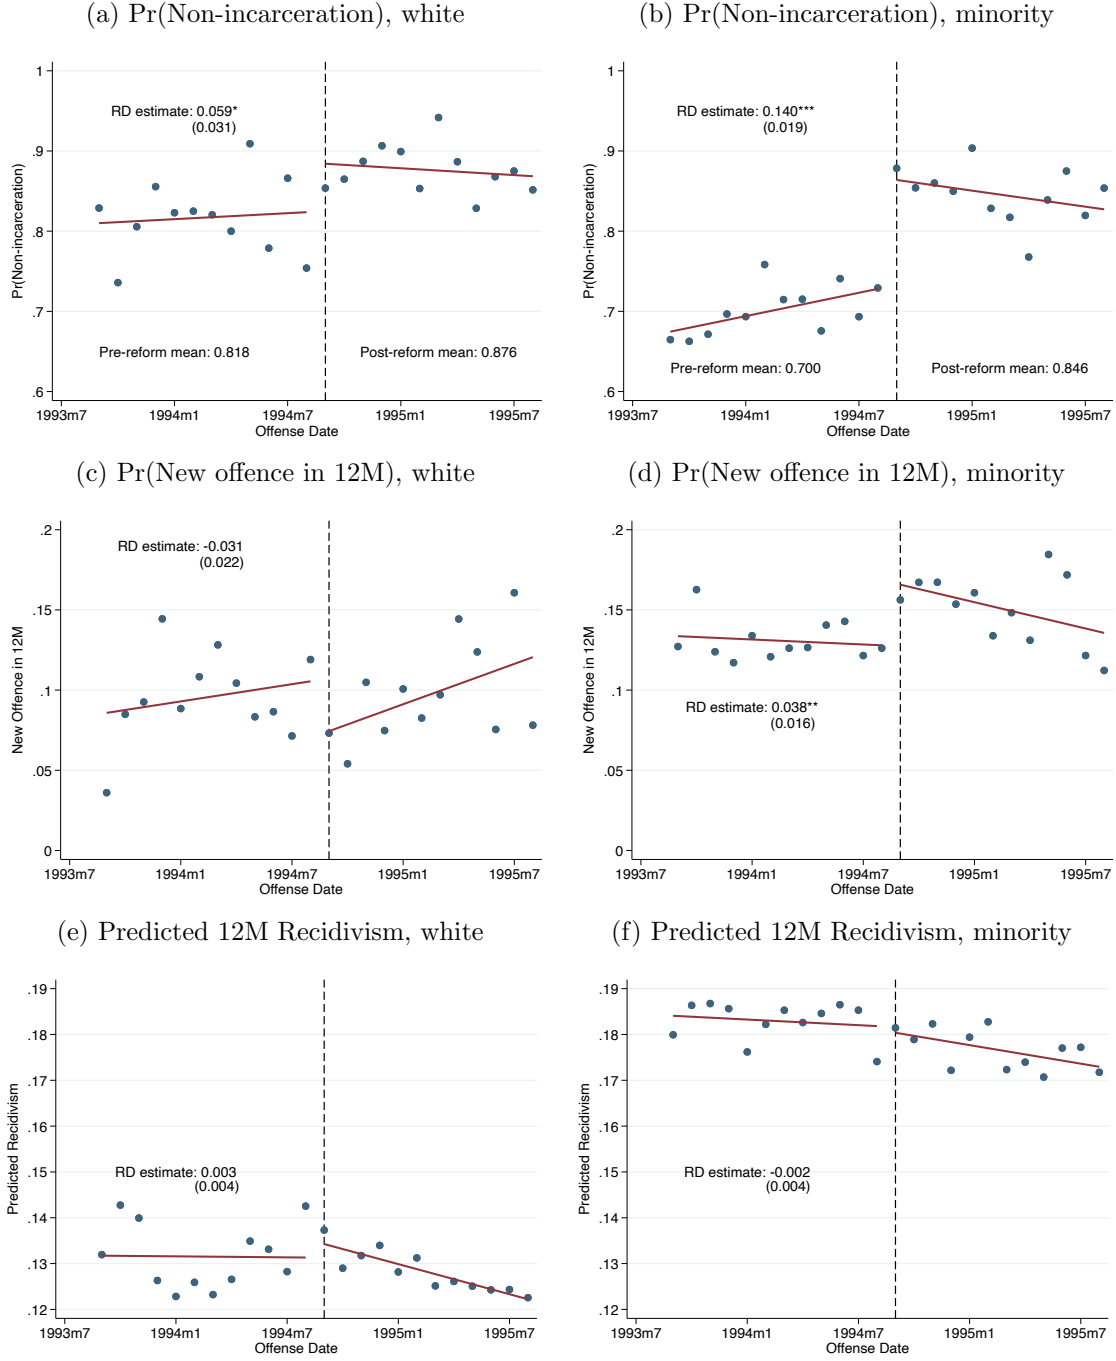 (a) Pr(Non-incarceration), white
1
.9
.8
.7
.6
Pr(Non-incarceration)
RD estimate: 0.059*
(0.031)
Pre-reform mean: 0.818
Post-reform mean: 0.876
1993m7
1994m1
1994m7
1995m1
1995m7
Offense Date
(b) Pr(Non-incarceration), minority
1
.9
.8
.7
.6
Pr(Non-incarceration)
RD estimate: 0.140***
(0.019)
Pre-reform mean: 0.700
Post-reform mean: 0.846
1993m7
1994m1
1994m7
1995m1
1995m7
Offense Date
(c) Pr(New offence in 12M), white
.2
.15
.1
.05
0
New Offence in 12M
RD estimate: -0.031
(0.022)
1993m7
1994m1
1994m7
1995m1
1995m7
Offense Date
(d) Pr(New offence in 12M), minority
.2
.15
.1
.05
0
New Offence in 12M
RD estimate: 0.038**
(0.016)
1993m7
1994m1
1994m7
1995m1
1995m7
Offense Date
(e) Predicted 12M Recidivism, white
.19
.18
.17
.16
.15
.14
.13
.12
Predicted Recidivism
RD estimate: 0.003
(0.004)
1993m7
1994m1
1994m7
1995m1
1995m7
Offense Date
(f) Predicted 12M Recidivism, minority
.19
.18
.17
.16
.15
.14
.13
.12
Predicted Recidivism
RD estimate: -0.002
(0.004)
1993m7
1994m1
1994m7
1995m1
1995m7
Offense Date